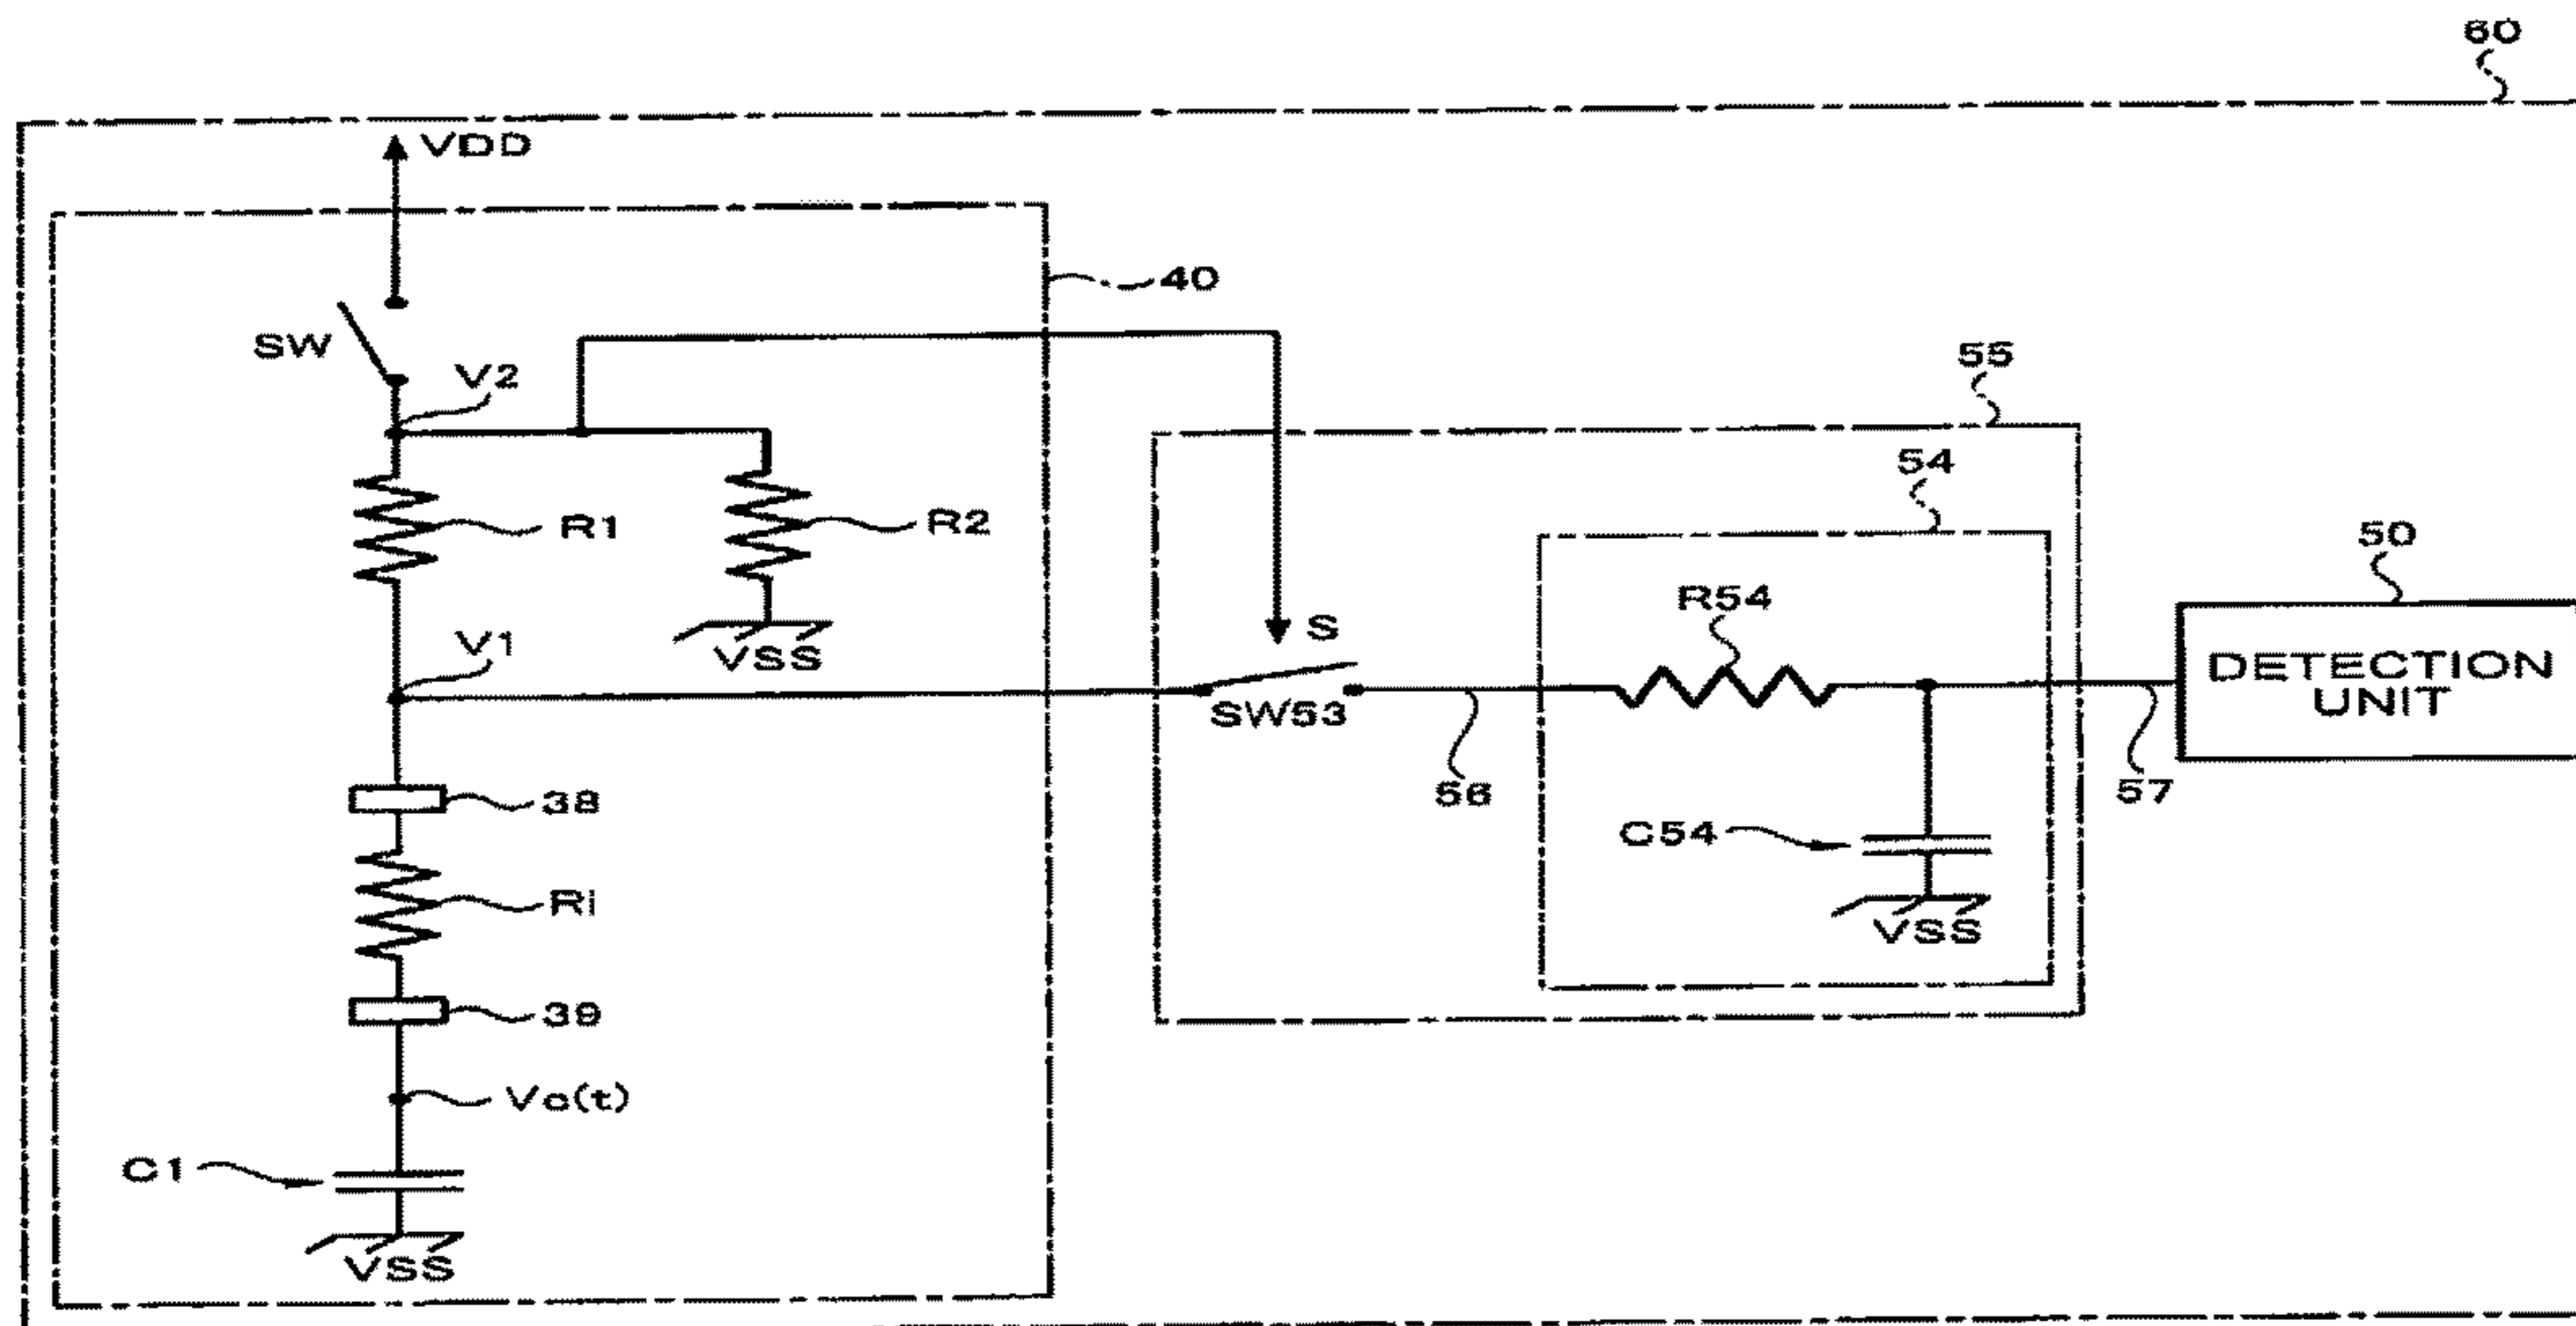 60
VDD
40
SW
V2
55
54
R1
R2
50
R54
S
V1
VSS
DETECTION
UNIT
SW53
56
57
38
C54
Ri
VSS
39
Vc(t)
C1
VSS